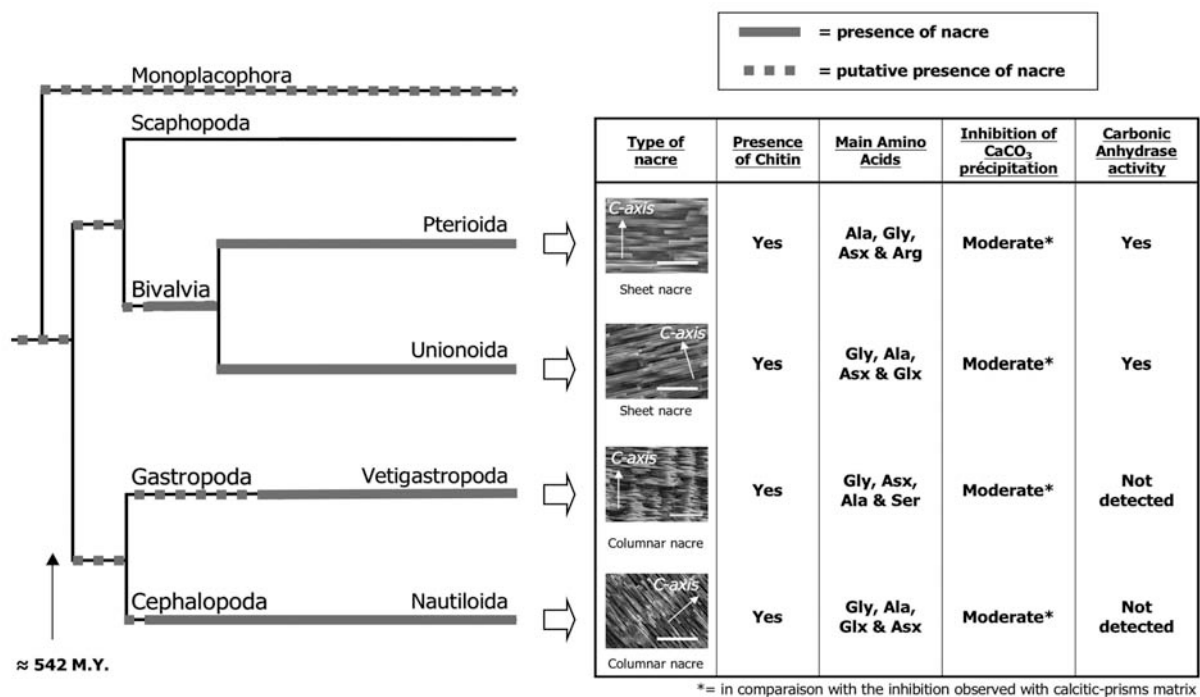 = presence of nacre
= putative presence of nacre
Monoplacophora
Scaphopoda
Pterioida
Bivalvia
Unionoida
Gastropoda
Vetigastropoda
Cephalopoda
Nautiloida
≈ 542 M.Y.
Type of
nacre
Presence
of Chitin
Main Amino
Acids
Inhibition of
CaCO₃
précipitation
Carbonic
Anhydrase
activity
C-axis
Sheet nacre
Yes
Ala, Gly,
Asx & Arg
Moderate*
Yes
C-axis
Sheet nacre
Yes
Gly, Ala,
Asx & Glx
Moderate*
Yes
C-axis
Columnar nacre
Yes
Gly, Asx,
Ala & Ser
Moderate*
Not
detected
C-axis
Columnar nacre
Yes
Gly, Ala,
Glx & Asx
Moderate*
Not
detected
*= in comparaison with the inhibition observed with calcitic-prisms matrix